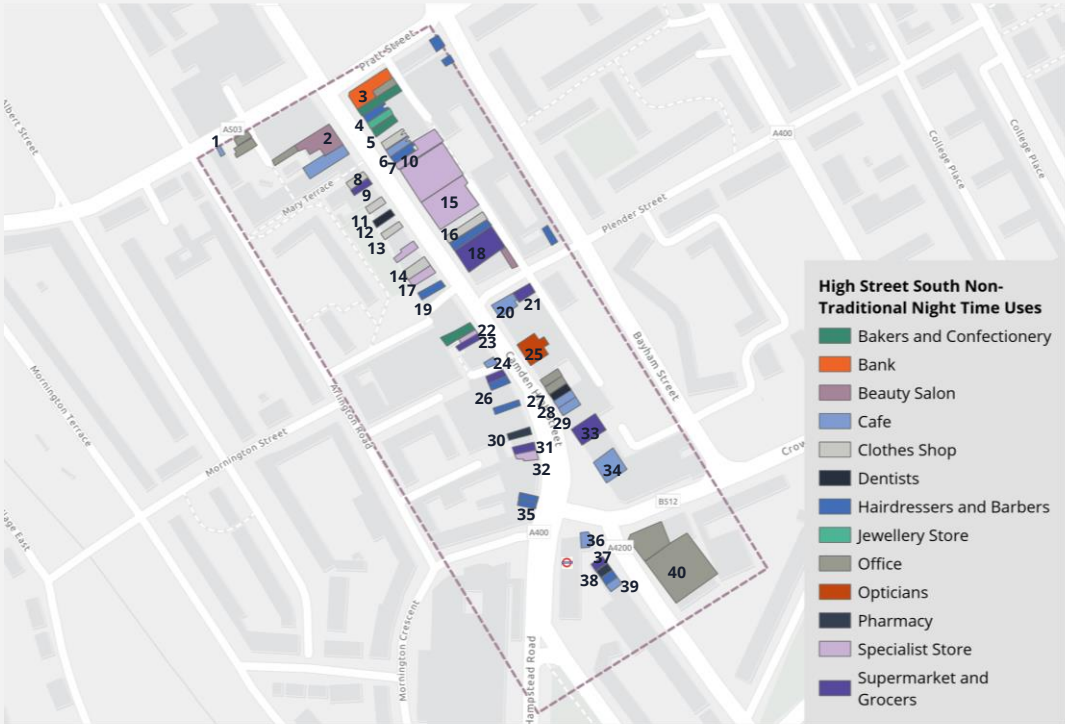 Pratt Street
Albert Street
A503
1
2
3
4
5
6
7
10
8
9
11
12
13
14
15
16
17
18
19
20
21
22
23
24
25
26
27
28
29
30
31
32
33
34
35
36
37
38
39
40
Mary Terrace
A400
College Place
College Place
Plender Street
Bayham Street
Arlington Road
Mornington Terrace
Mornington Street
Mornington Crescent
Hampstead Road
A400
A4200
B512
High Street South Non-
Traditional Night Time Uses
Bakers and Confectionery
Bank
Beauty Salon
Cafe
Clothes Shop
Dentists
Hairdressers and Barbers
Jewellery Store
Office
Opticians
Pharmacy
Specialist Store
Supermarket and
Grocers